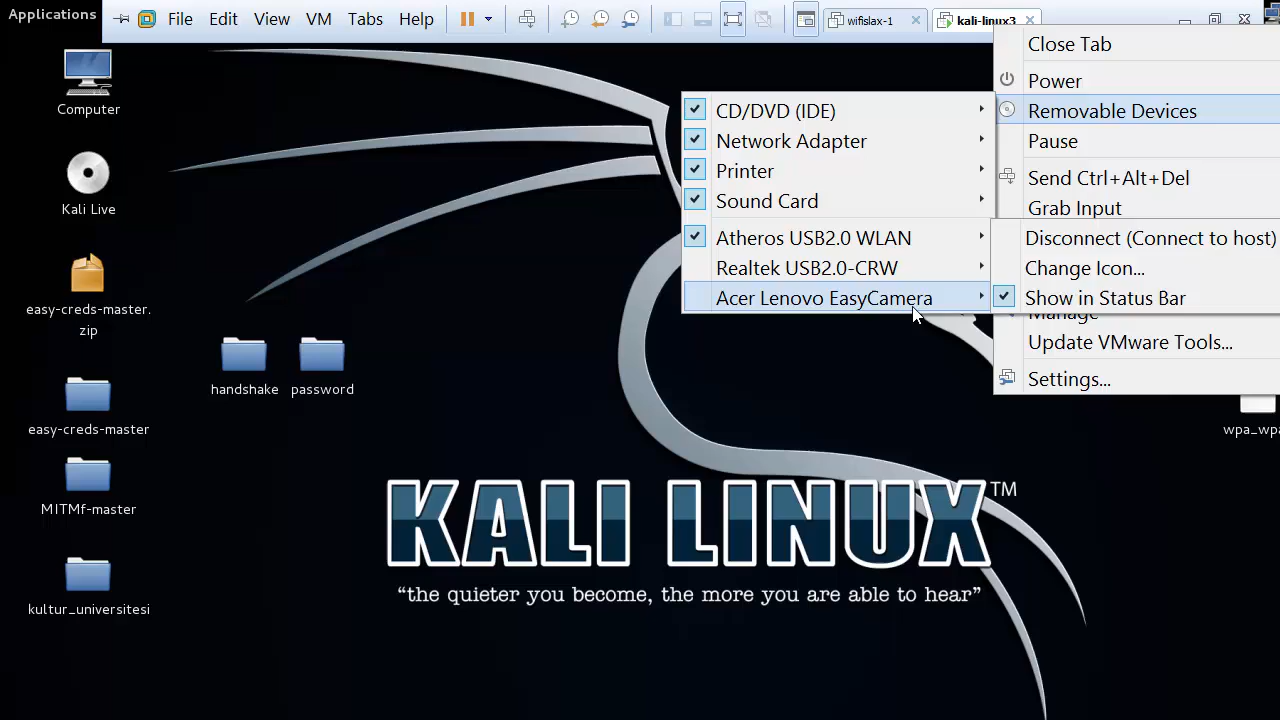 Applications
File Edit View VM Tabs Help
wifislax-1
kali-linux3
Computer
Kali Live
easy-creds-master.
zip
easy-creds-master
MITMf-master
kultur_universitesi
handshake
password
CD/DVD (IDE)
Network Adapter
Printer
Sound Card
Atheros USB2.0 WLAN
Realtek USB2.0-CRW
Acer Lenovo EasyCamera
Close Tab
Power
Removable Devices
Pause
Send Ctrl+Alt+Del
Grab Input
Disconnect (Connect to host)
Change Icon...
Show in Status Bar
Manage
Update VMware Tools...
Settings...
wpa_wpa
KALI LINUX TM
“the quieter you become, the more you are able to hear”